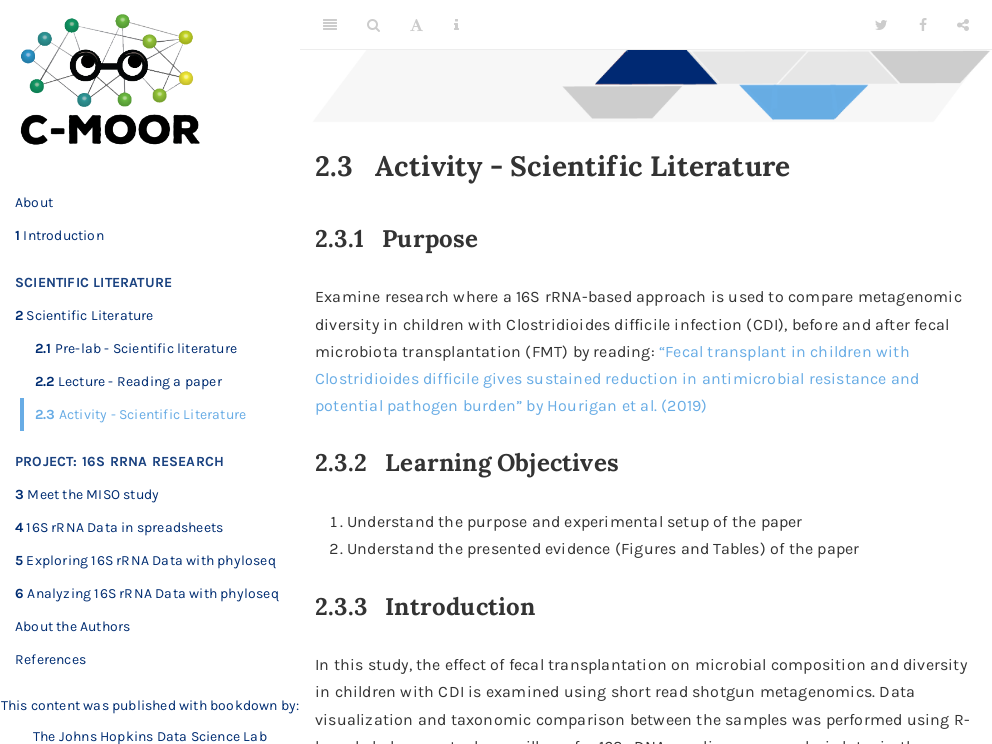 C-MOOR
About
1 Introduction
SCIENTIFIC LITERATURE
2 Scientific Literature
2.1 Pre-lab - Scientific literature
2.2 Lecture - Reading a paper
2.3 Activity - Scientific Literature
PROJECT: 16S RRNA RESEARCH
3 Meet the MISO study
4 16S rRNA Data in spreadsheets
5 Exploring 16S rRNA Data with phyloseq
6 Analyzing 16S rRNA Data with phyloseq
About the Authors
References
This content was published with bookdown by:
The Johns Hopkins Data Science Lab
2.3 Activity - Scientific Literature
2.3.1 Purpose
Examine research where a 16S rRNA-based approach is used to compare metagenomic
diversity in children with Clostridioides difficile infection (CDI), before and after fecal
microbiota transplantation (FMT) by reading: “Fecal transplant in children with
Clostridioides difficile gives sustained reduction in antimicrobial resistance and
potential pathogen burden” by Hourigan et al. (2019)
2.3.2 Learning Objectives
1. Understand the purpose and experimental setup of the paper
2. Understand the presented evidence (Figures and Tables) of the paper
2.3.3 Introduction
In this study, the effect of fecal transplantation on microbial composition and diversity
in children with CDI is examined using short read shotgun metagenomics. Data
visualization and taxonomic comparison between the samples was performed using R-